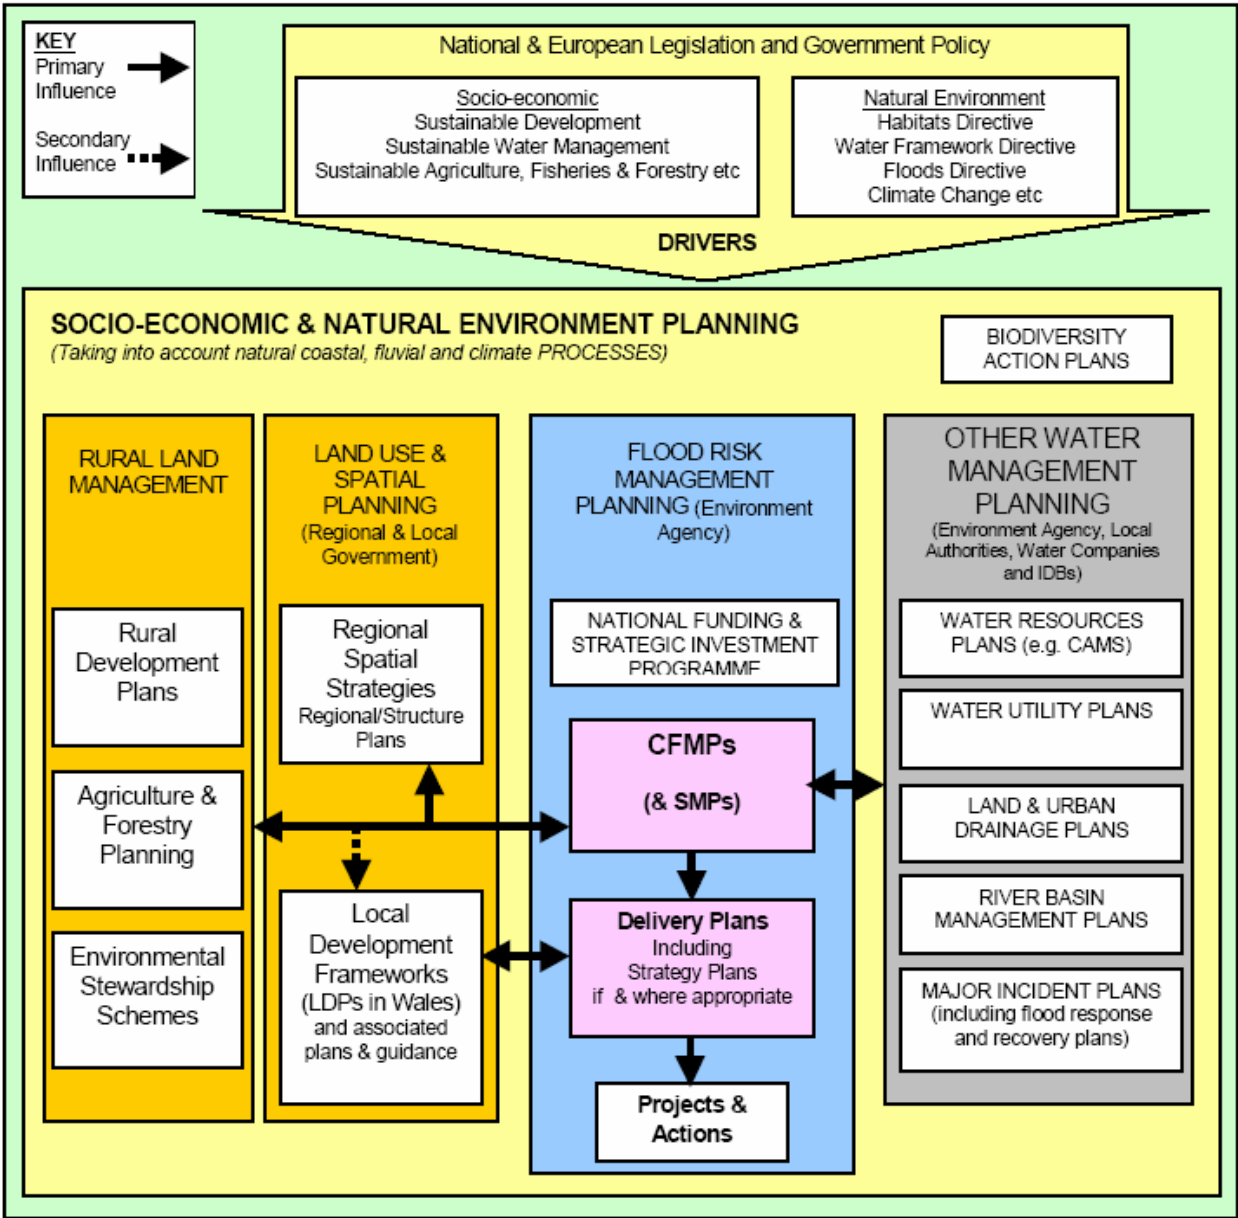 KEY
Primary
Influence
Secondary
Influence
National & European Legislation and Government Policy
Socio-economic
Sustainable Development
Sustainable Water Management
Sustainable Agriculture, Fisheries & Forestry etc
Natural Environment
Habitats Directive
Water Framework Directive
Floods Directive
Climate Change etc
DRIVERS
SOCIO-ECONOMIC & NATURAL ENVIRONMENT PLANNING
(Taking into account natural coastal, fluvial and climate PROCESSES)
BIODIVERSITY
ACTION PLANS
RURAL LAND
MANAGEMENT
Rural
Development
Plans
Agriculture &
Forestry
Planning
Environmental
Stewardship
Schemes
LAND USE &
SPATIAL
PLANNING
(Regional & Local
Government)
Regional
Spatial
Strategies
Regional/Structure
Plans
Local
Development
Frameworks
(LDPs in Wales)
and associated
plans & guidance
FLOOD RISK
MANAGEMENT
PLANNING (Environment
Agency)
NATIONAL FUNDING &
STRATEGIC INVESTMENT
PROGRAMME
CFMPs
(& SMPs)
Delivery Plans
Including
Strategy Plans
if & where appropriate
Projects &
Actions
OTHER WATER
MANAGEMENT
PLANNING
(Environment Agency, Local
Authorities, Water Companies
and IDBs)
WATER RESOURCES
PLANS (e.g. CAMS)
WATER UTILITY PLANS
LAND & URBAN
DRAINAGE PLANS
RIVER BASIN
MANAGEMENT PLANS
MAJOR INCIDENT PLANS
(including flood response
and recovery plans)